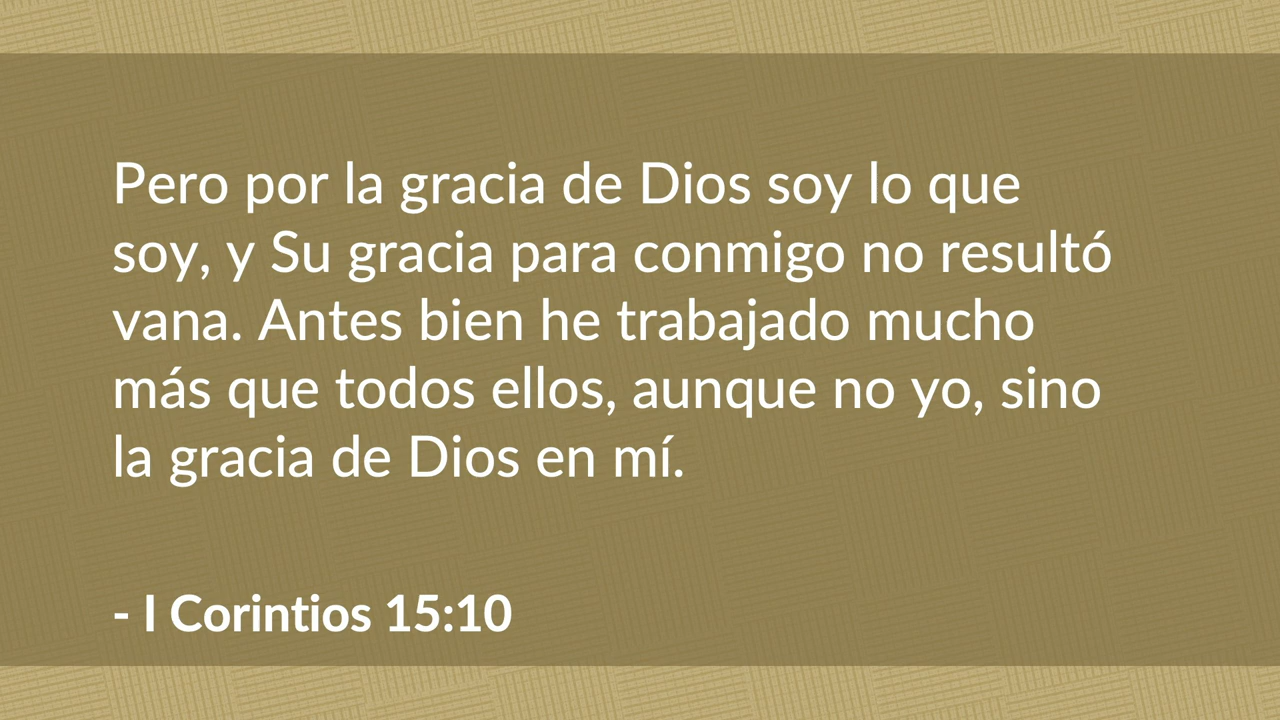 Pero por la gracia de Dios soy lo que
soy, y Su gracia para conmigo no resultó
vana. Antes bien he trabajado mucho
más que todos ellos, aunque no yo, sino
la gracia de Dios en mí.
- I Corintios 15:10